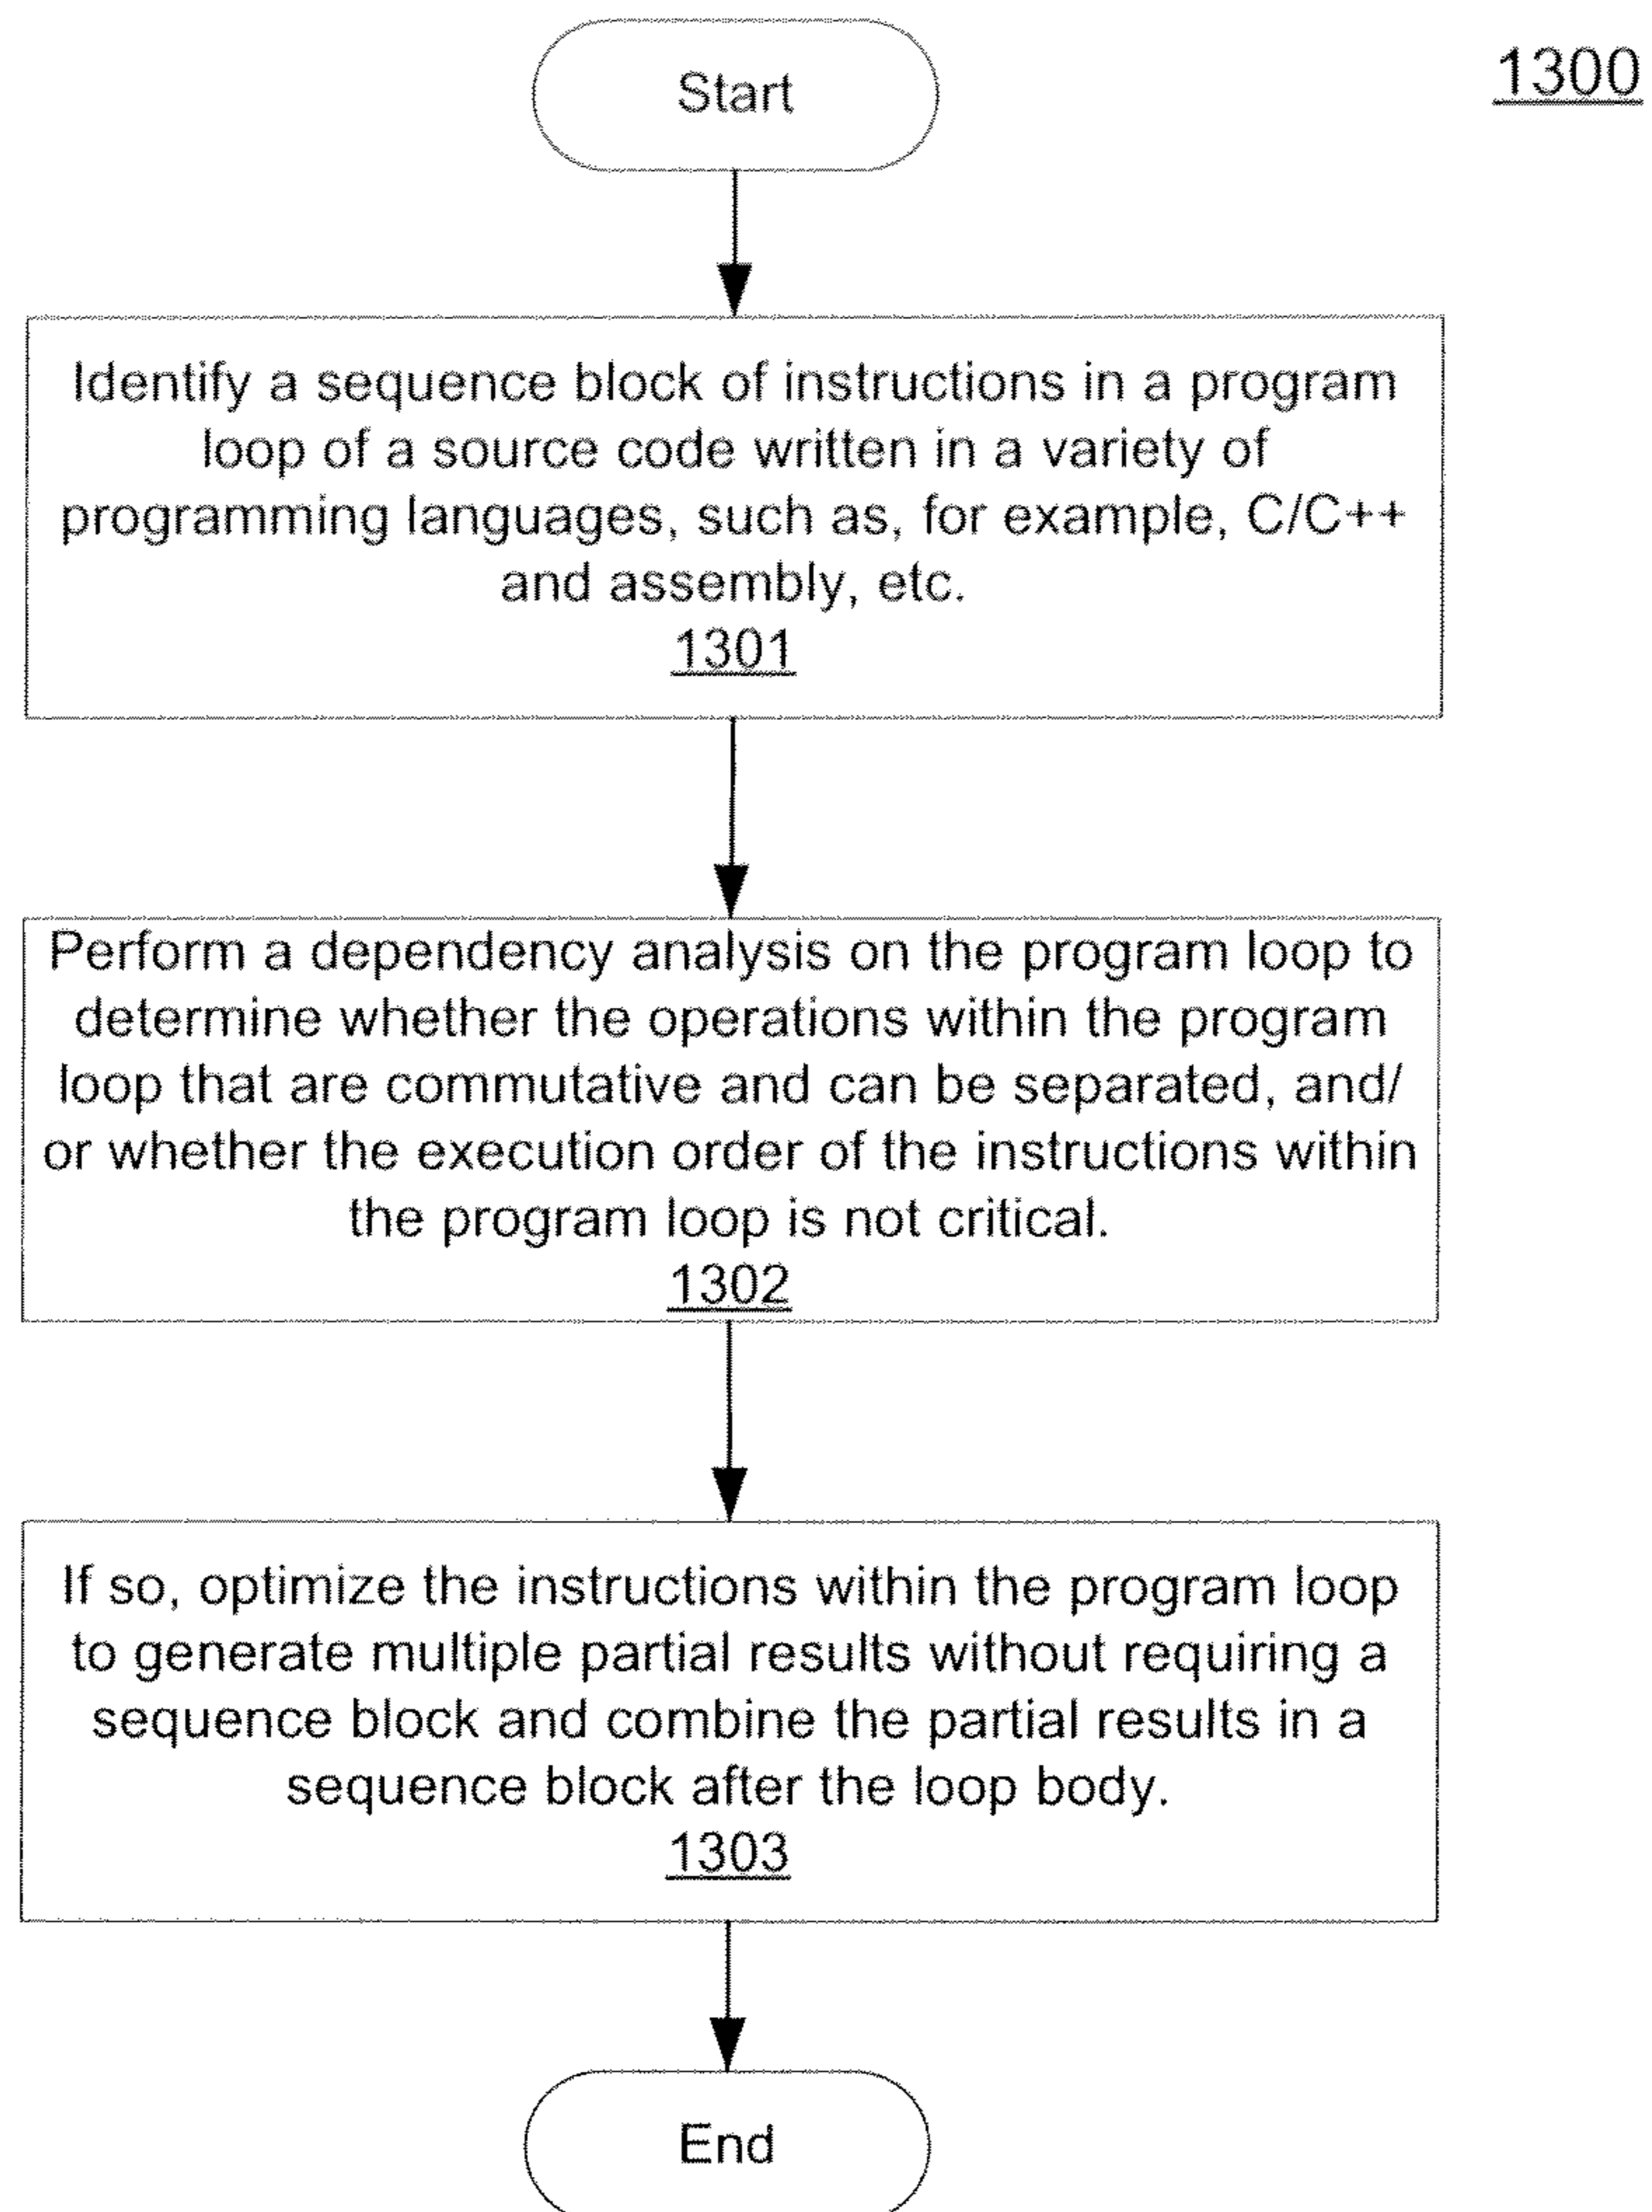 Start
1300
Identify a sequence block of instructions in a program
loop of a source code written in a variety of
programming languages, such as, for example, C/C++
and assembly, etc.
1301
Perform a dependency analysis on the program loop to
determine whether the operations within the program
loop that are commutative and can be separated, and/
or whether the execution order of the instructions within
the program loop is not critical.
1302
If so, optimize the instructions within the program loop
to generate multiple partial results without requiring a
sequence block and combine the partial results in a
sequence block after the loop body.
1303
End